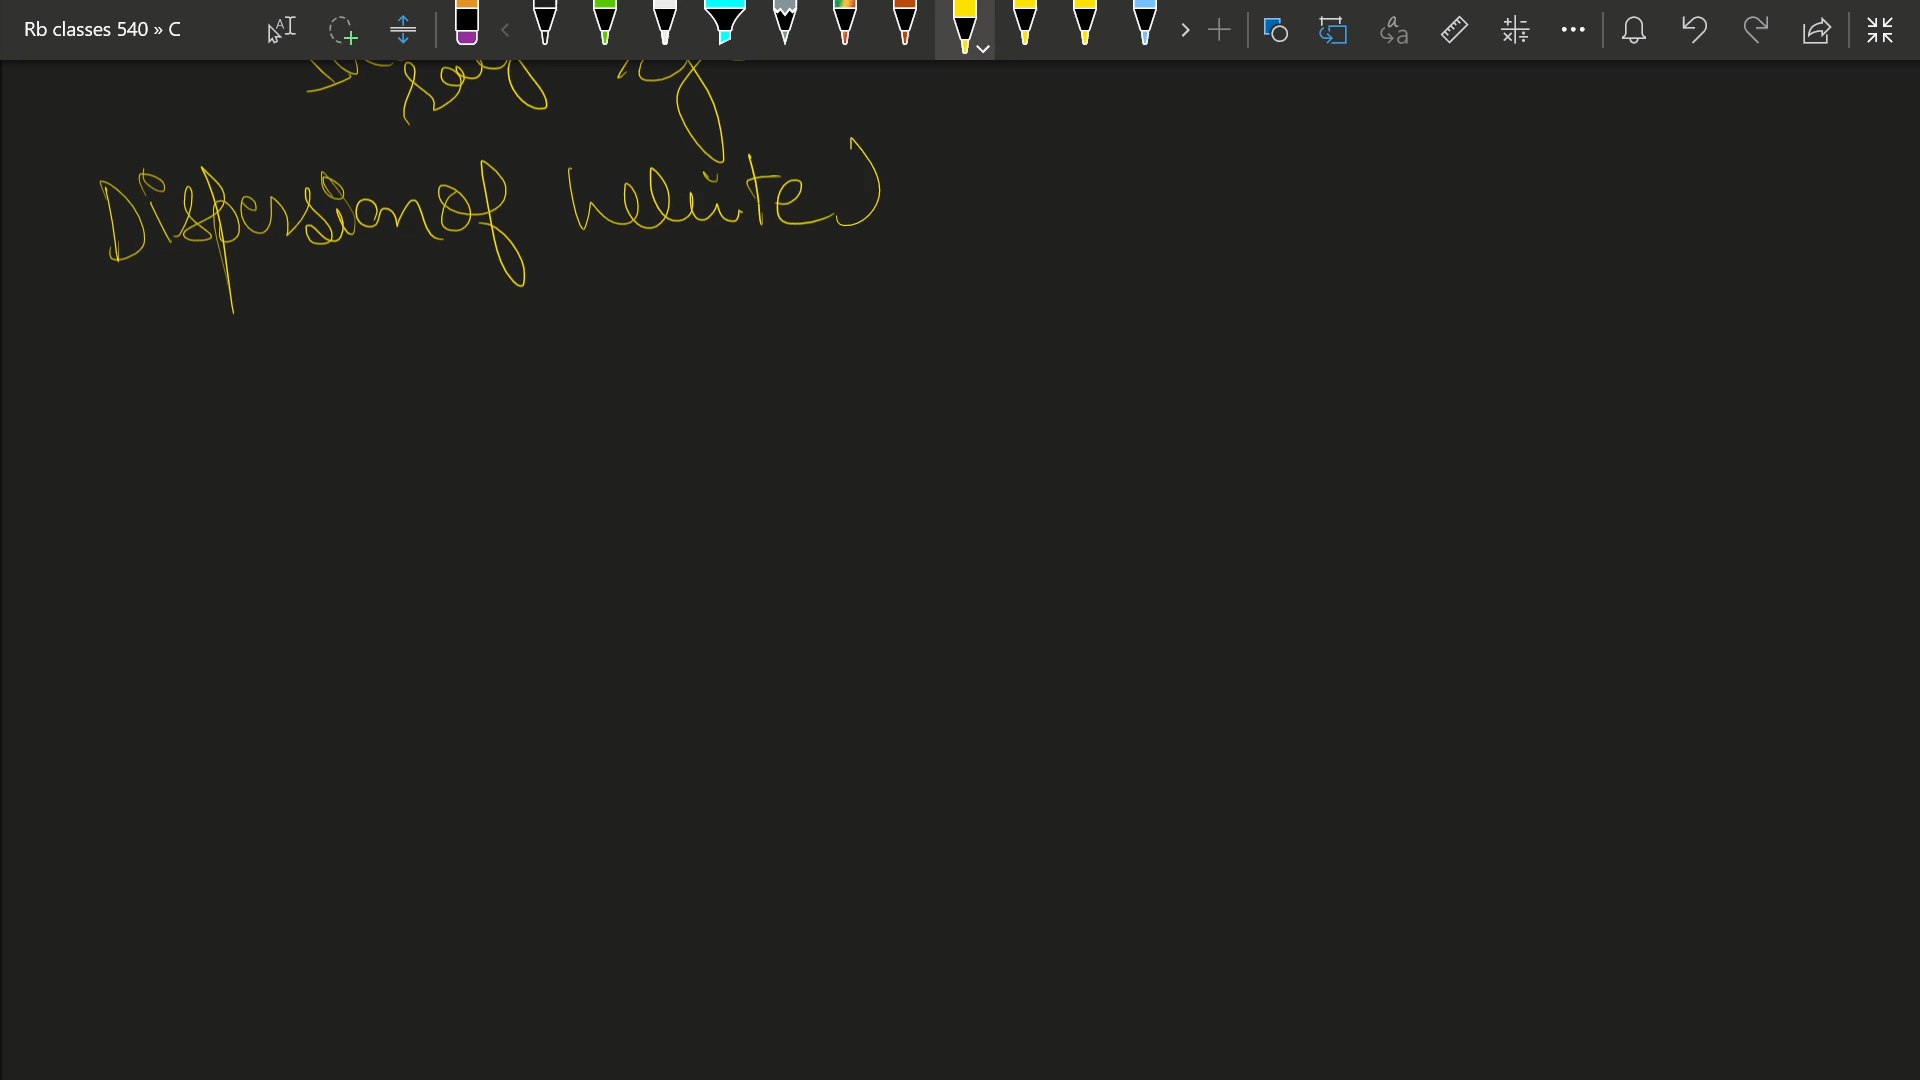 Rb classes 540 » C
Dispersion of white